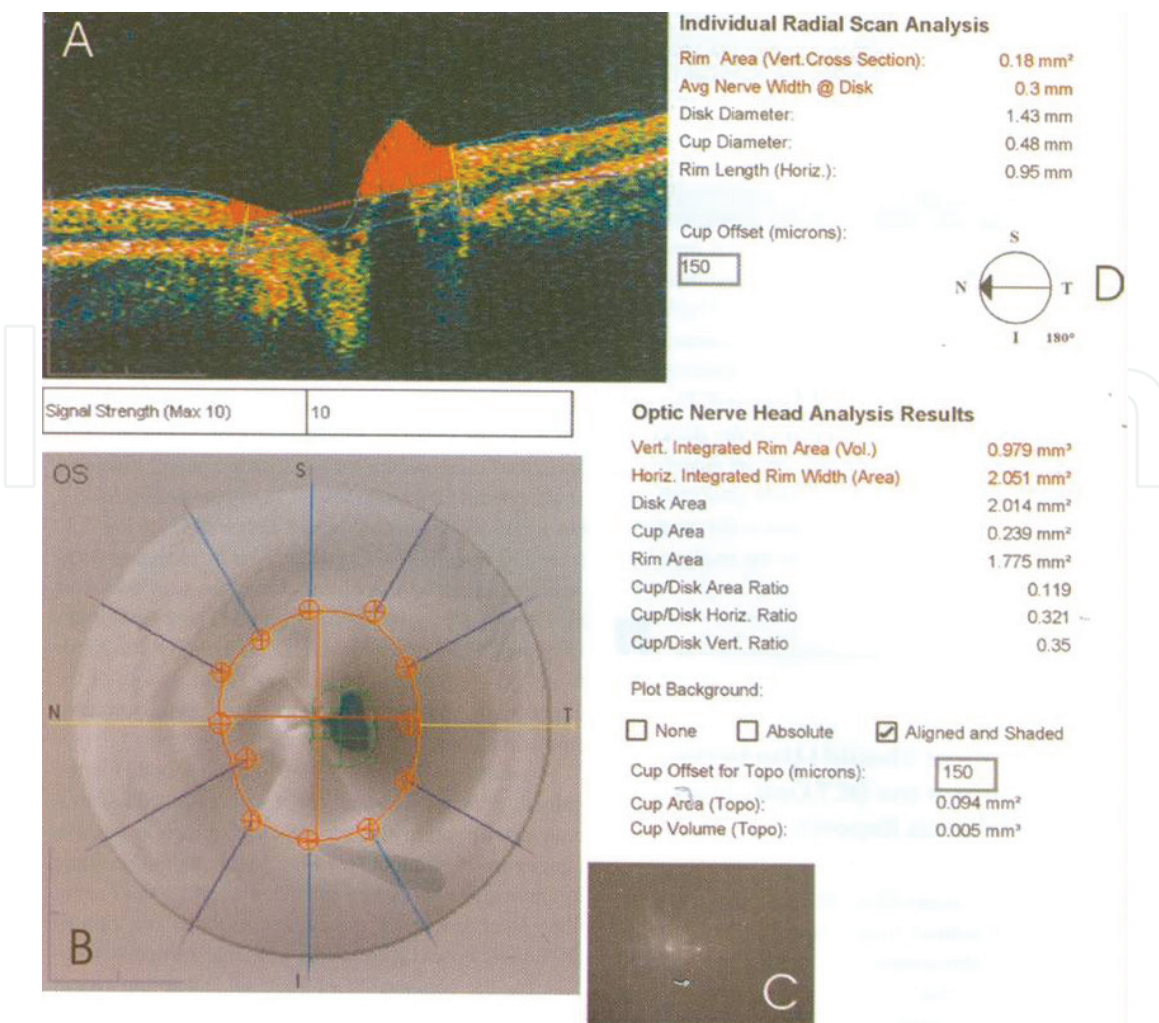 A
Individual Radial Scan Analysis
Rim Area (Vert.Cross Section): 0.18 mm²
Avg Nerve Width @ Disk 0.3 mm
Disk Diameter: 1.43 mm
Cup Diameter: 0.48 mm
Rim Length (Horiz.): 0.95 mm
Cup Offset (microns):
150
S
N T D
I 180°
Signal Strength (Max 10) 10
Optic Nerve Head Analysis Results
Vert. Integrated Rim Area (Vol.) 0.979 mm³
Horiz. Integrated Rim Width (Area) 2.051 mm²
Disk Area 2.014 mm²
Cup Area 0.239 mm²
Rim Area 1.775 mm²
Cup/Disk Area Ratio 0.119
Cup/Disk Horiz. Ratio 0.321
Cup/Disk Vert. Ratio 0.35
Plot Background:
None Absolute Aligned and Shaded
Cup Offset for Topo (microns): 150
Cup Area (Topo): 0.094 mm²
Cup Volume (Topo): 0.005 mm³
OS
S
N T
I
B
C